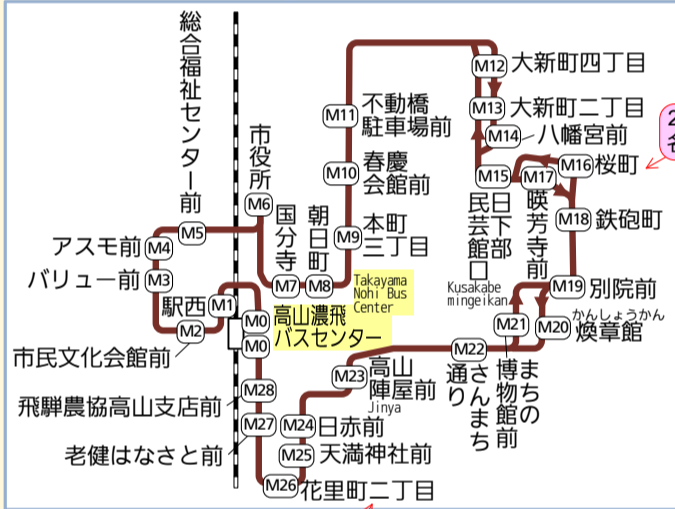 総合福祉センター前
市役所
国分寺
朝日町
M12 大新町四丁目
M13 大新町二丁目
M14 八幡宮前
M11 不動橋
駐車場前
M10 春慶
会館前
M9 本町
三丁目
M15
日下部
民芸館口
Kusakabe
mingeikan
M16 桜町
M17
暎芳寺前
M18 鉄砲町
M19 別院前
かんしょうかん
M20 煥章館
M21
まちの
博物館前
M22
さんまち
通り
M23 高山
陣屋前
Jinya
M24 日赤前
M25 天満神社前
M26 花里町二丁目
老健はなさと前 M27
飛騨農協高山支店前 M28
M0 高山濃飛
M0 バスセンター
Takayama
Nohi Bus
Center
駅西 M1
M2
市民文化会館前
バリュー前 M3
アスモ前 M4
M5
M6
M7
M8
2